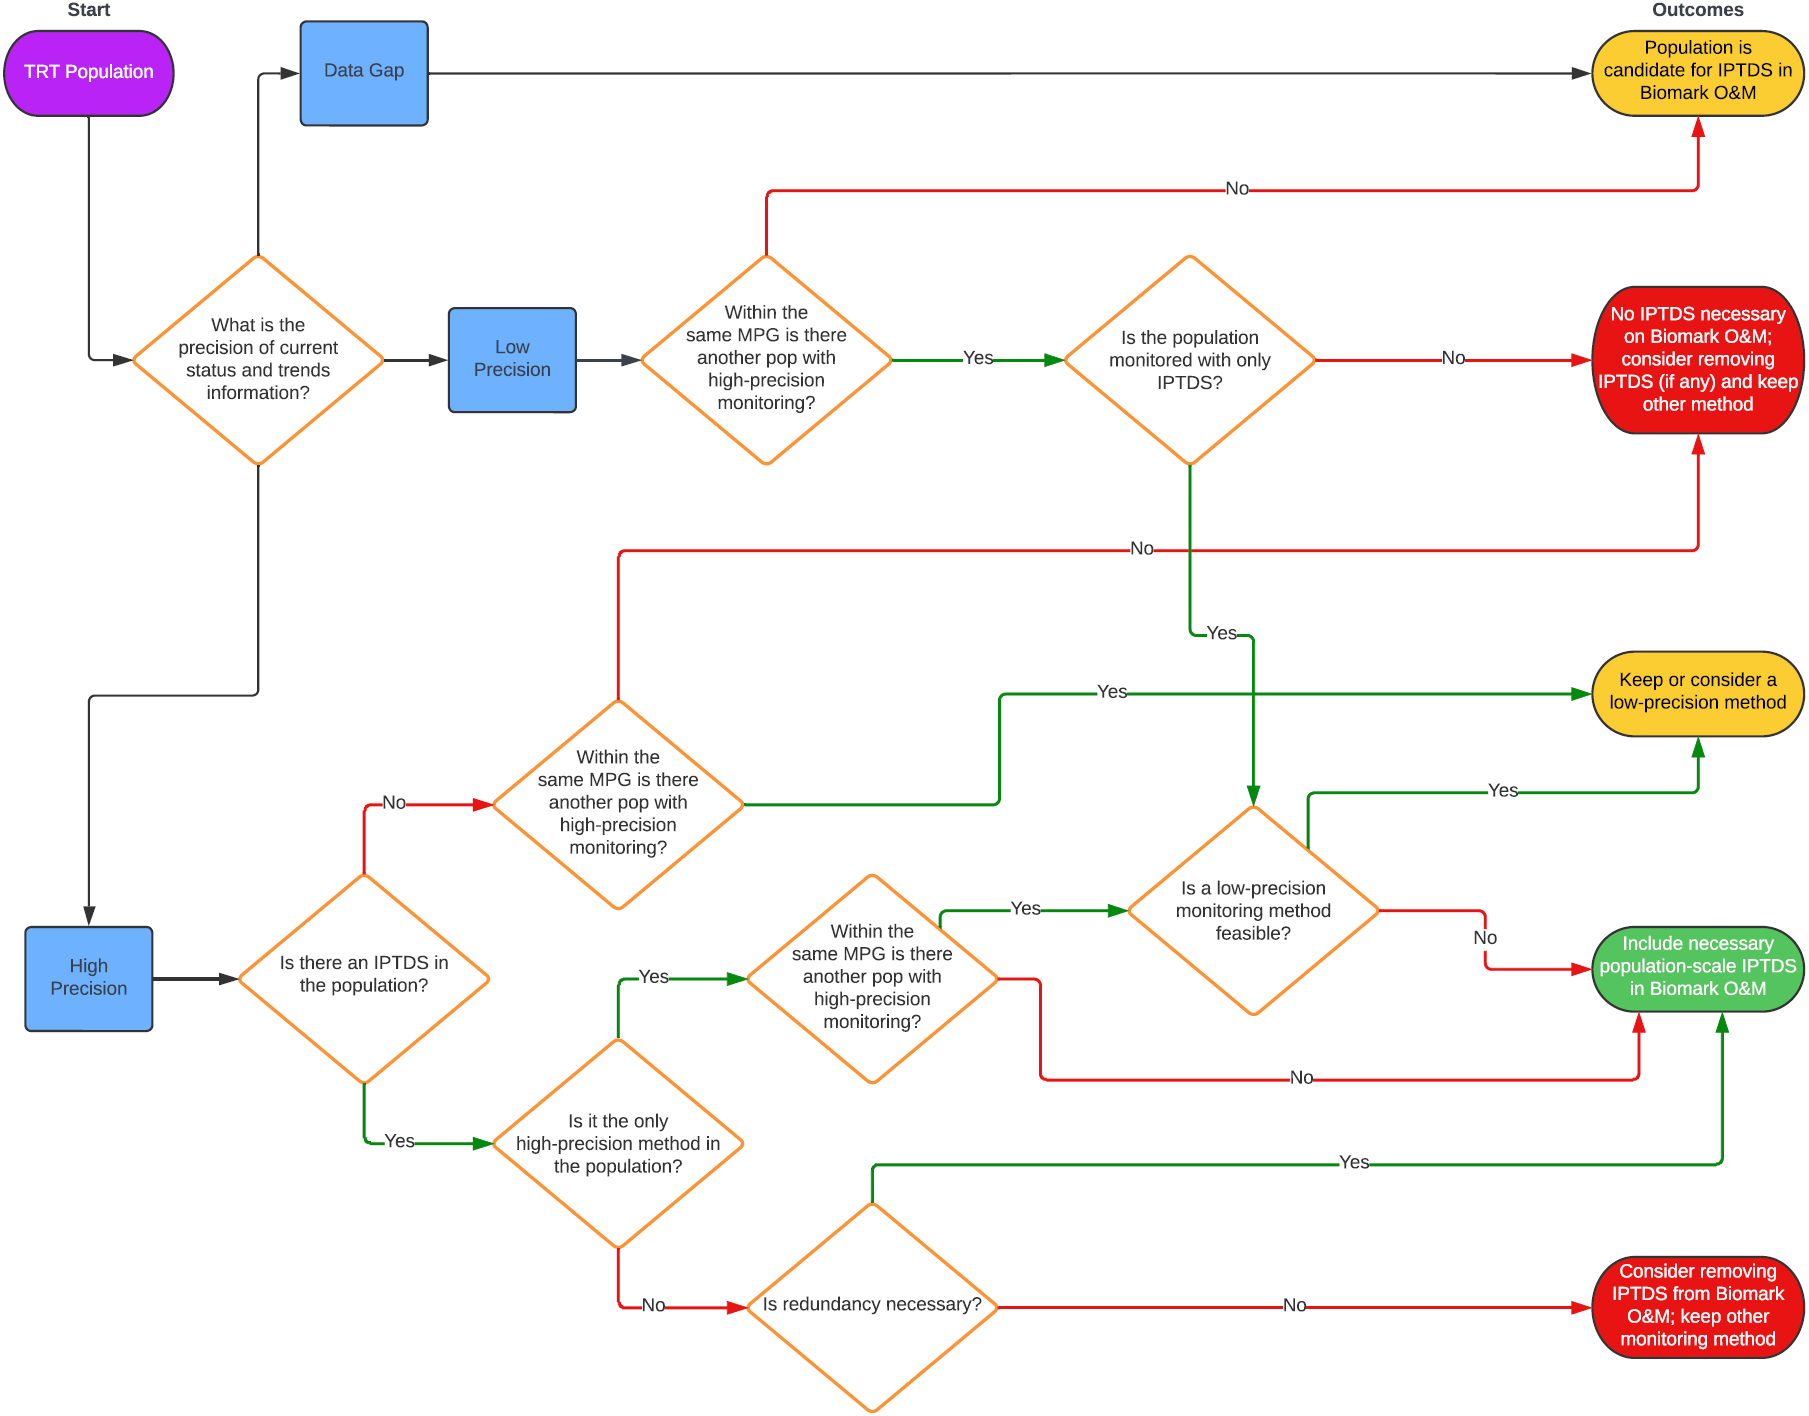 Start
Outcomes
TRT Population
Data Gap
Population is
candidate for IPTDS in
Biomark O&M
No
What is the
precision of current
status and trends
information?
Low
Precision
Within the
same MPG is there
another pop with
high-precision
monitoring?
Yes
Is the population
monitored with only
IPTDS?
No
No IPTDS necessary
on Biomark O&M;
consider removing
IPTDS (if any) and keep
other method
No
Yes
Yes
Keep or consider a
low-precision method
Within the
same MPG is there
another pop with
high-precision
monitoring?
No
Yes
Is a low-precision
monitoring method
feasible?
Yes
No
Within the
same MPG is there
another pop with
high-precision
monitoring?
Include necessary
population-scale IPTDS
in Biomark O&M
High
Precision
Is there an IPTDS in
the population?
Yes
No
Yes
Is it the only
high-precision method in
the population?
Yes
No
Is redundancy necessary?
No
Consider removing
IPTDS from Biomark
O&M; keep other
monitoring method